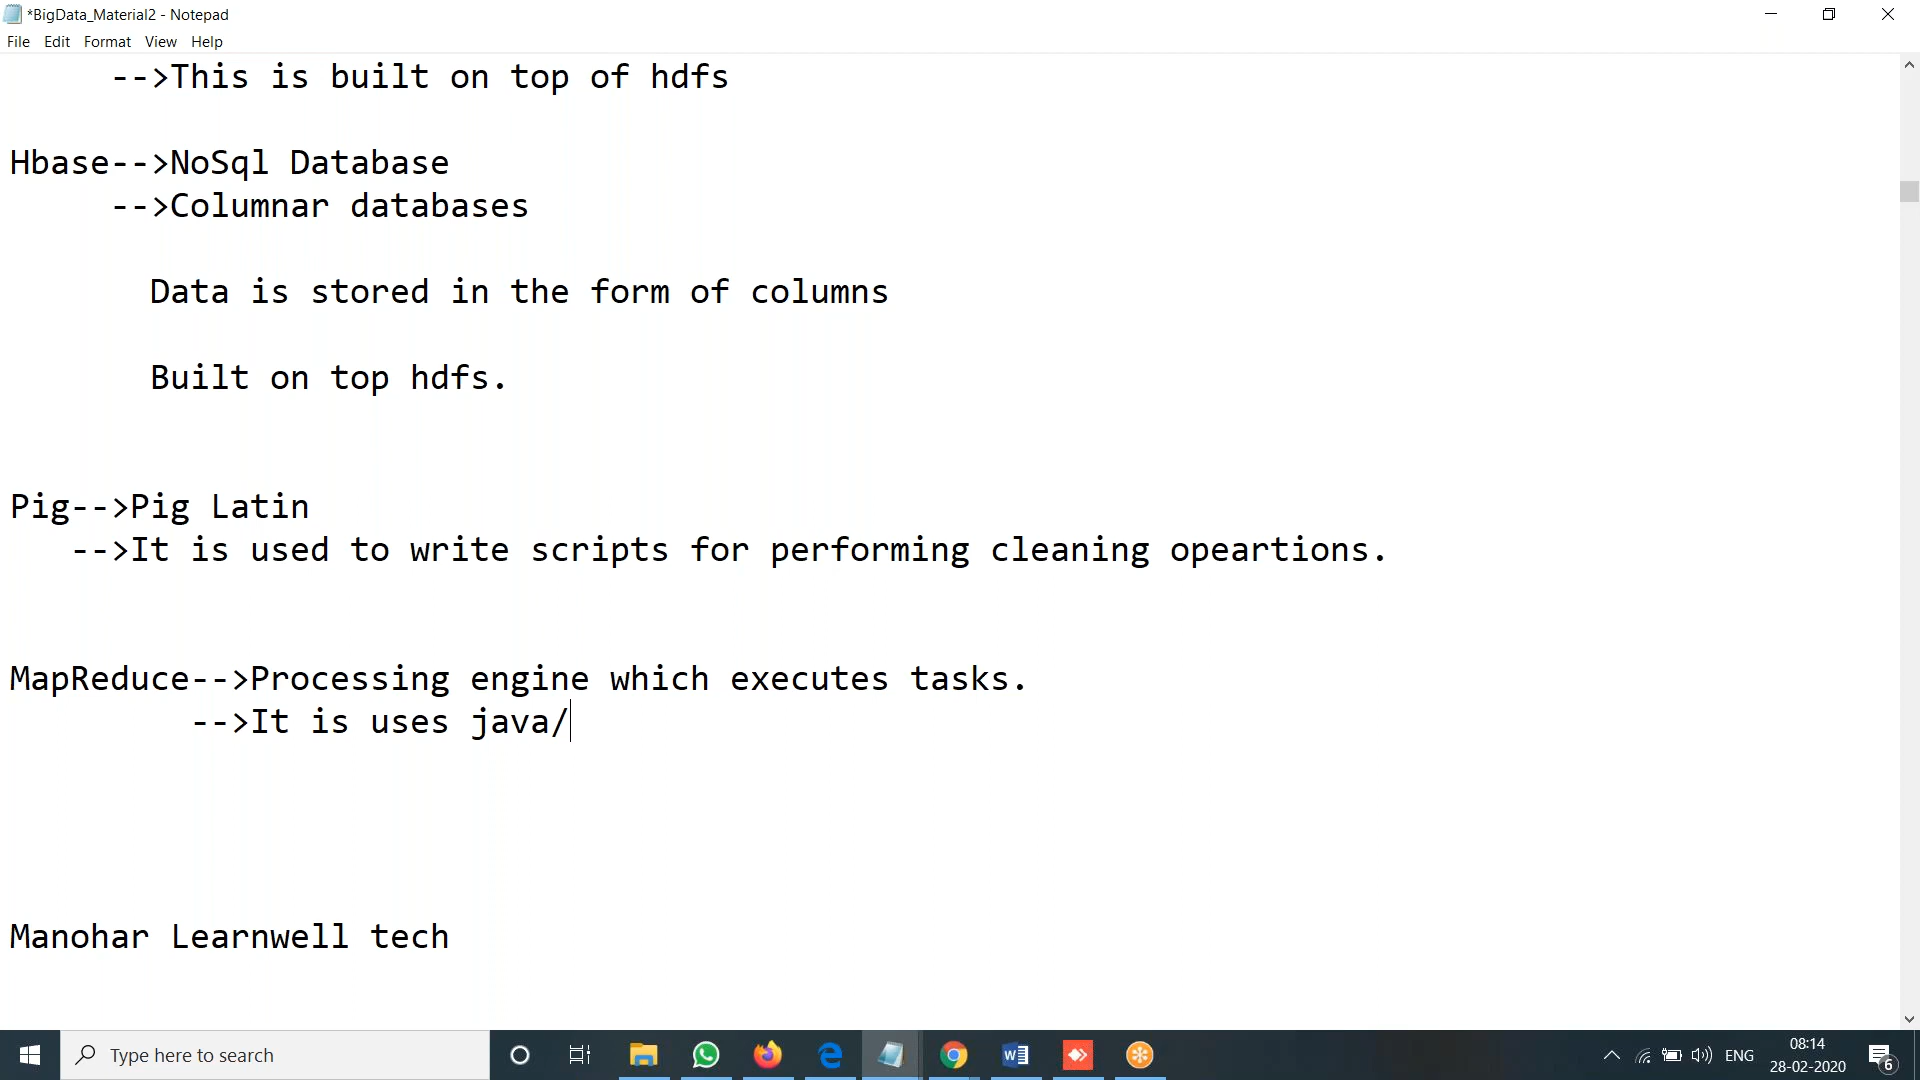 *BigData_Material2 - Notepad
File Edit Format View Help
-->This is built on top of hdfs
Hbase-->NoSql Database
-->Columnar databases
Data is stored in the form of columns
Built on top hdfs.
Pig-->Pig Latin
-->It is used to write scripts for performing cleaning opeartions.
MapReduce-->Processing engine which executes tasks.
-->It is uses java/
Manohar Learnwell tech
Type here to search
ENG
08:14
28-02-2020
6